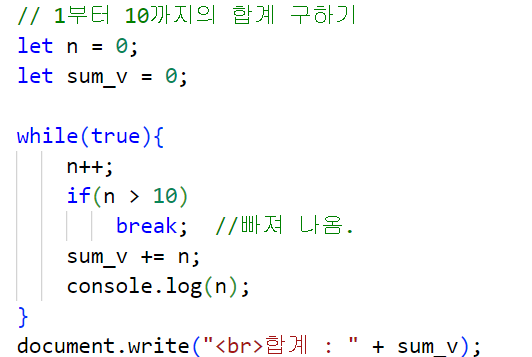 // 1부터 10까지의 합계 구하기
let n = 0;
let sum_v = 0;
while(true){
n++;
if(n > 10)
break;  //빠져 나옴.
sum_v += n;
console.log(n);
}
document.write("<br>합계 : " + sum_v);